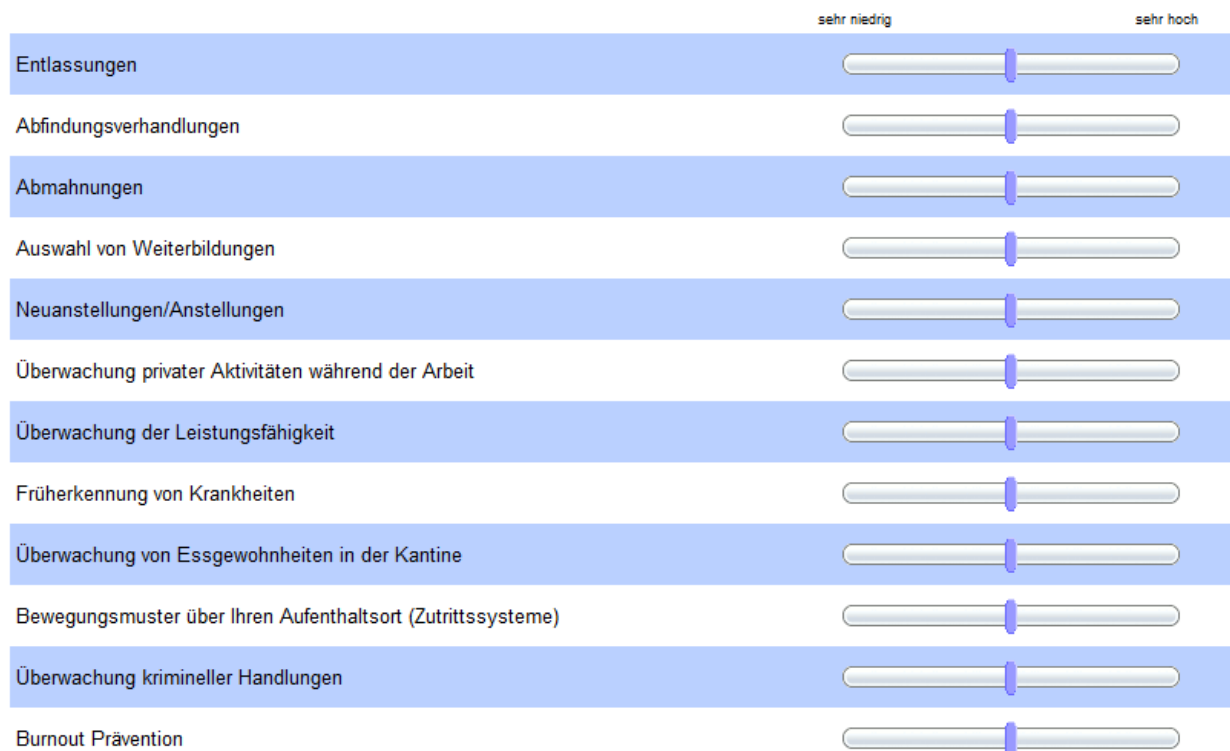 sehr niedrig sehr hoch
Entlassungen
Abfindungsverhandlungen
Abmahnungen
Auswahl von Weiterbildungen
Neuanstellungen/Anstellungen
Überwachung privater Aktivitäten während der Arbeit
Überwachung der Leistungsfähigkeit
Früherkennung von Krankheiten
Überwachung von Essgewohnheiten in der Kantine
Bewegungsmuster über Ihren Aufenthaltsort (Zutrittssysteme)
Überwachung krimineller Handlungen
Burnout Prävention